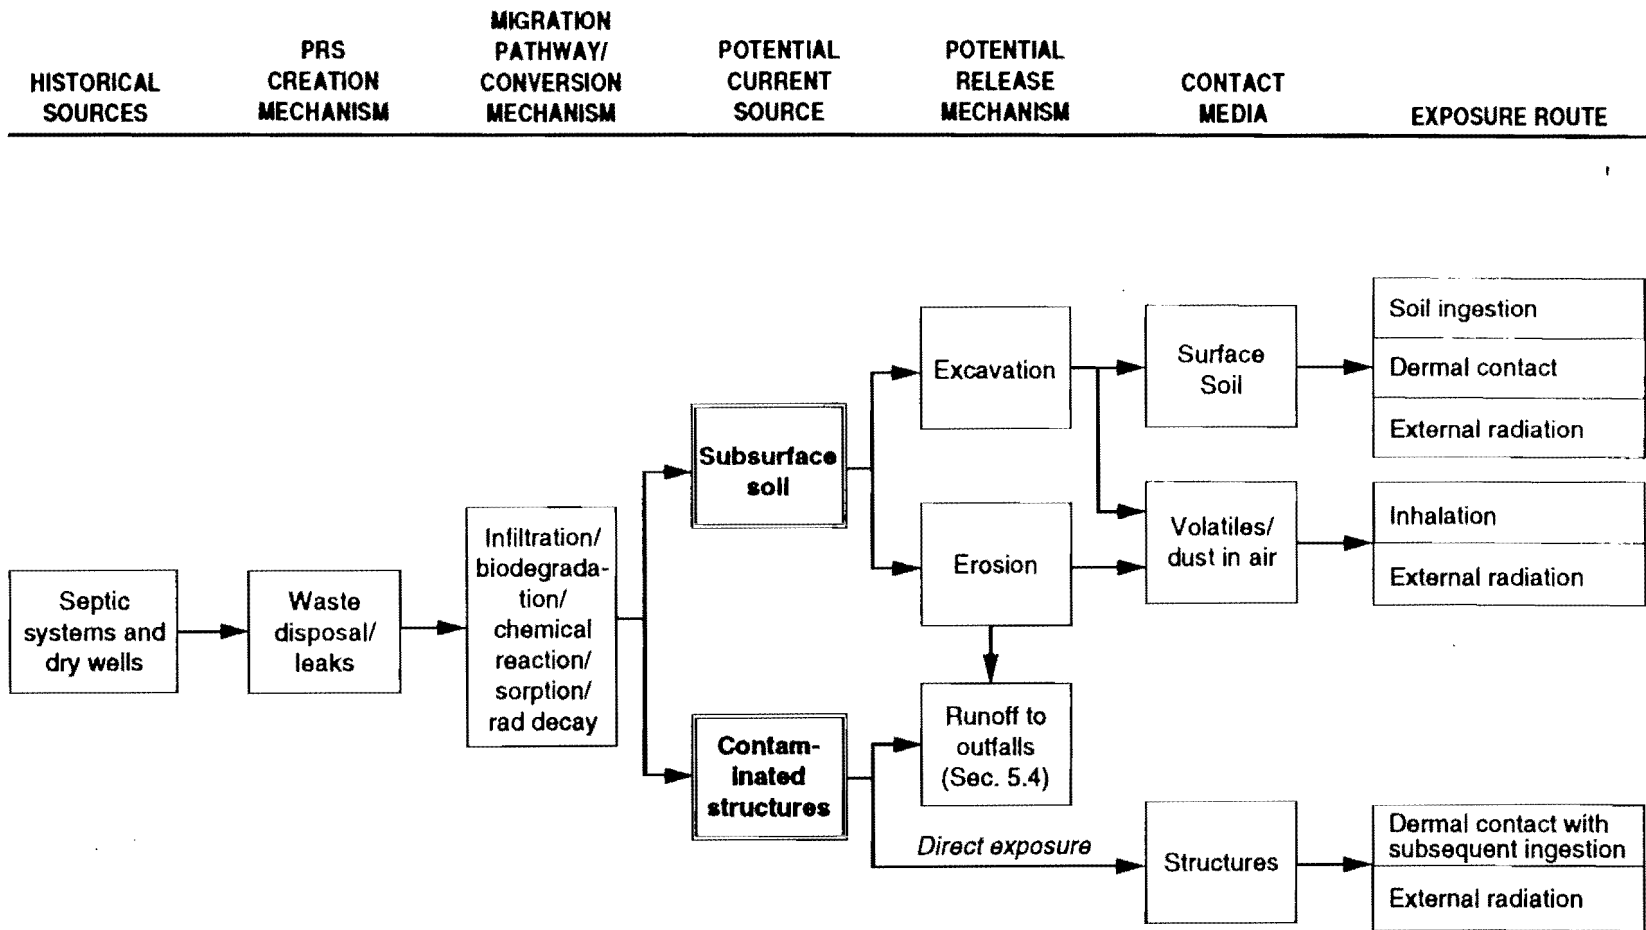 HISTORICAL
SOURCES
PRS
CREATION
MECHANISM
MIGRATION
PATHWAY/
CONVERSION
MECHANISM
POTENTIAL
CURRENT
SOURCE
POTENTIAL
RELEASE
MECHANISM
CONTACT
MEDIA
EXPOSURE ROUTE
Septic
systems and
dry wells
Waste
disposal/
leaks
Infiltration/
biodegrada-
tion/
chemical
reaction/
sorption/
rad decay
Subsurface
soil
Contam-
inated
structures
Excavation
Erosion
Runoff to
outfalls
(Sec. 5.4)
Direct exposure
Surface
Soil
Volatiles/
dust in air
Structures
Soil ingestion
Dermal contact
External radiation
Inhalation
External radiation
Dermal contact with
subsequent ingestion
External radiation